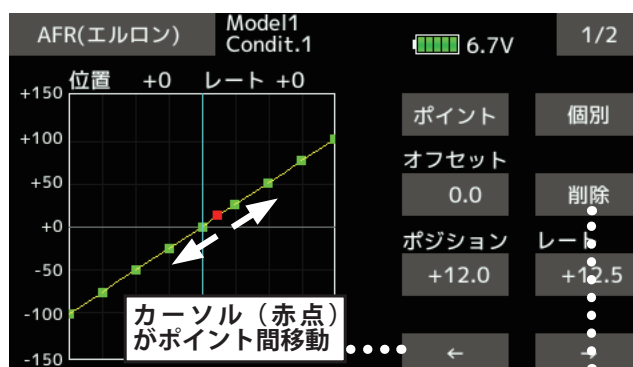 AFR(エルロン)
Model1
Condit.1
6.7V
1/2
位置 +0 レート +0
+150
+100
+50
+0
-50
-100
-150
ポイント 個別
オフセット
0.0 削除
ポジション レート
+12.0 +12.5
カーソル（赤点）
がポイント間移動
← →